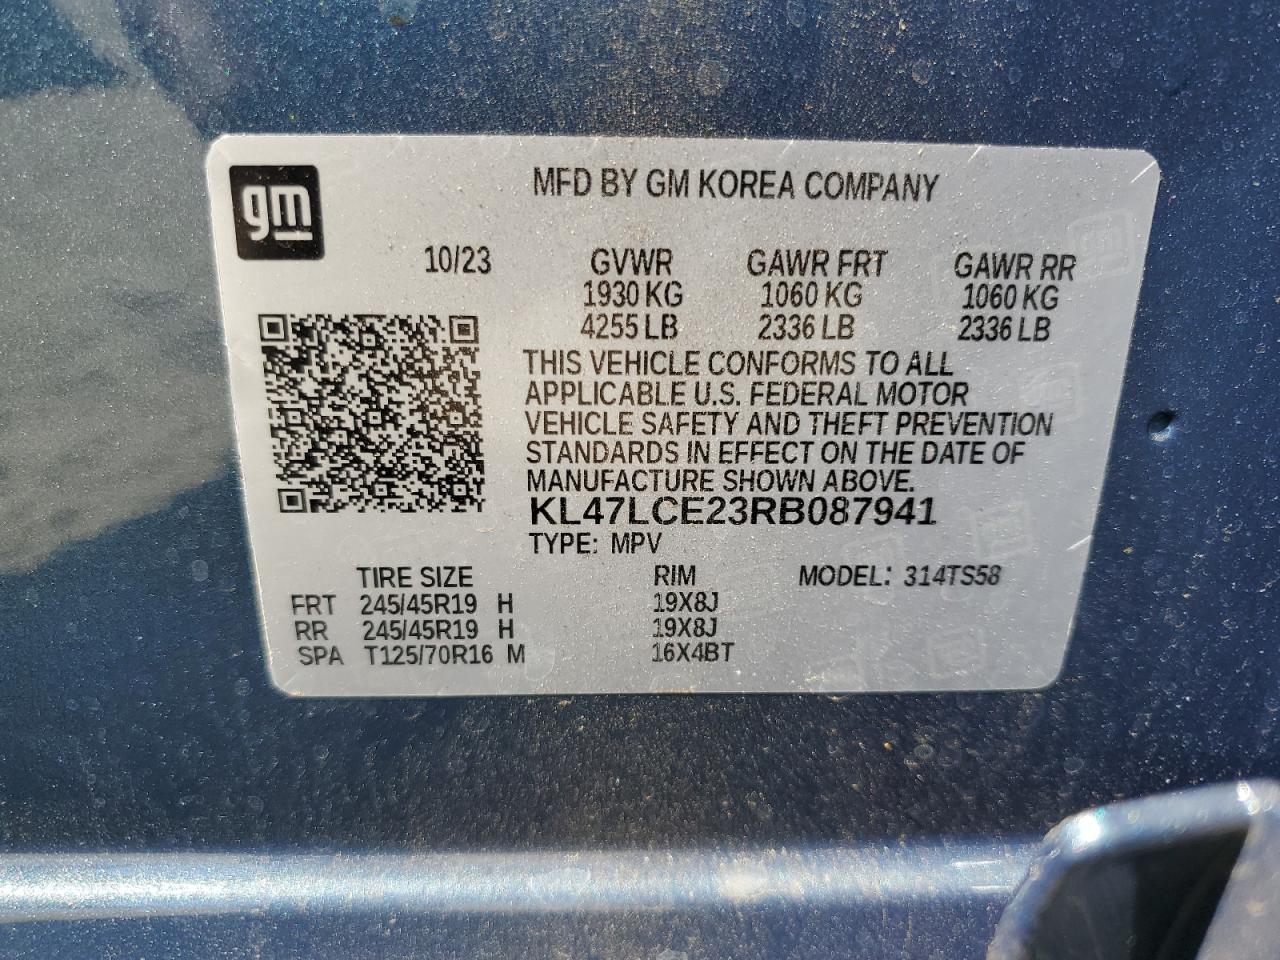 gm
MFD BY GM KOREA COMPANY
10/23 GVWR GAWR FRT GAWR RR
1930 KG 1060 KG 1060 KG
4255 LB 2336 LB 2336 LB
THIS VEHICLE CONFORMS TO ALL
APPLICABLE U.S. FEDERAL MOTOR
VEHICLE SAFETY AND THEFT PREVENTION
STANDARDS IN EFFECT ON THE DATE OF
MANUFACTURE SHOWN ABOVE.
KL47LCE23RB087941
TYPE: MPV
TIRE SIZE RIM MODEL: 314TS58
FRT 245/45R19 H 19X8J
RR 245/45R19 H 19X8J
SPA T125/70R16 M 16X4BT